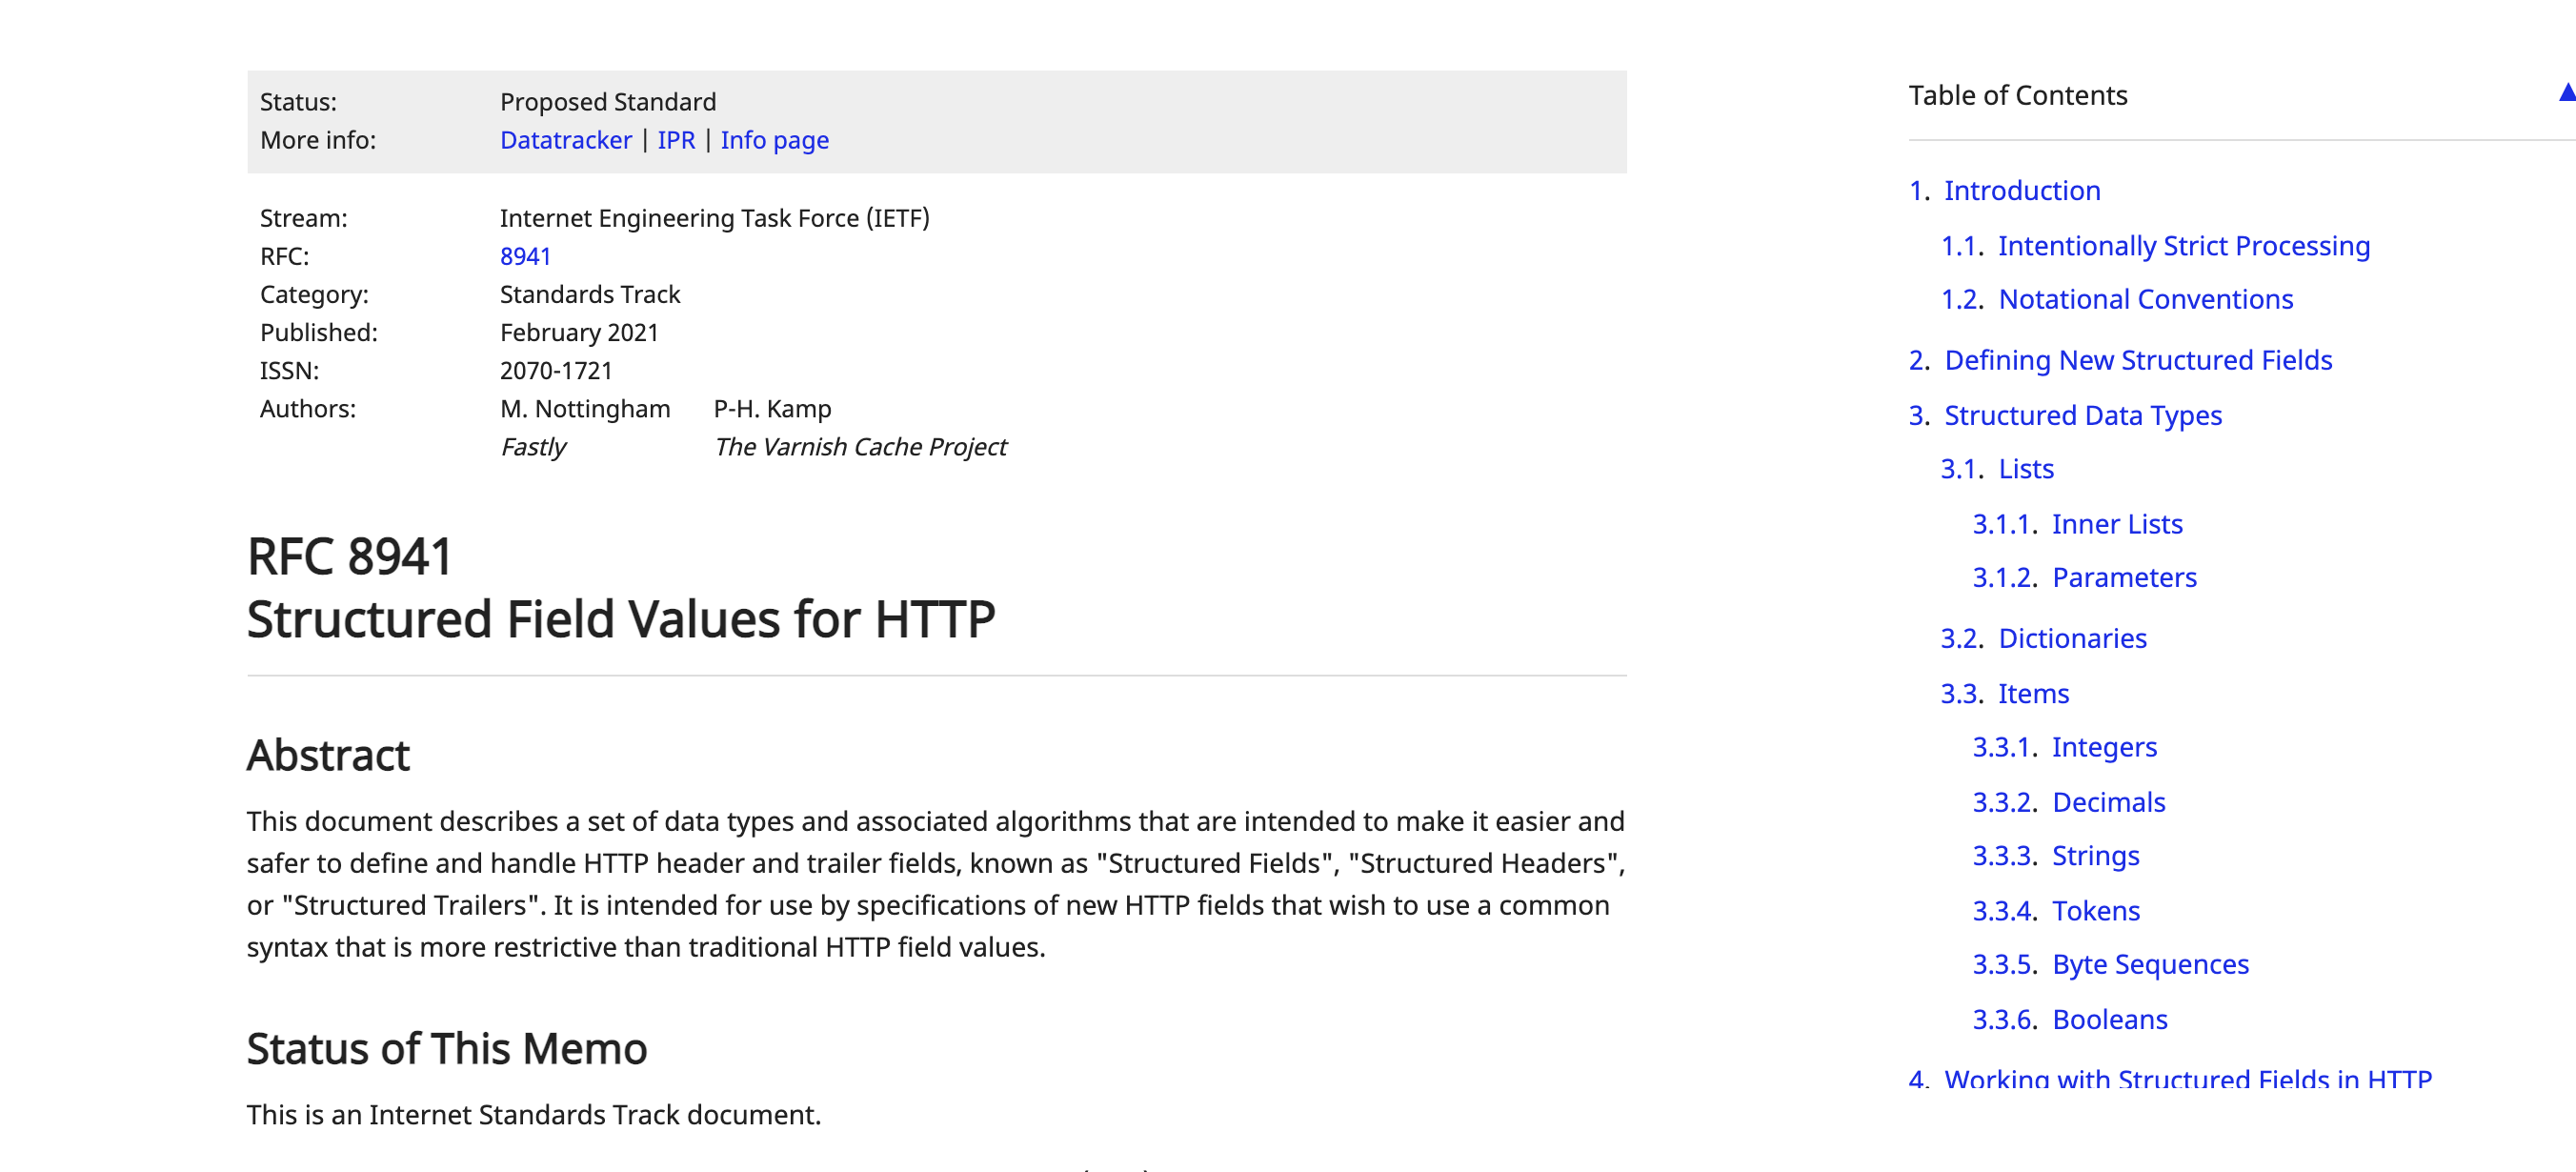 Status: Proposed Standard
More info: Datatracker | IPR | Info page
Stream: Internet Engineering Task Force (IETF)
RFC: 8941
Category: Standards Track
Published: February 2021
ISSN: 2070-1721
Authors: M. Nottingham P-H. Kamp
Fastly The Varnish Cache Project
RFC 8941
Structured Field Values for HTTP
Abstract
This document describes a set of data types and associated algorithms that are intended to make it easier and
safer to define and handle HTTP header and trailer fields, known as "Structured Fields", "Structured Headers",
or "Structured Trailers". It is intended for use by specifications of new HTTP fields that wish to use a common
syntax that is more restrictive than traditional HTTP field values.
Status of This Memo
This is an Internet Standards Track document.
Table of Contents
▲
1. Introduction
1.1. Intentionally Strict Processing
1.2. Notational Conventions
2. Defining New Structured Fields
3. Structured Data Types
3.1. Lists
3.1.1. Inner Lists
3.1.2. Parameters
3.2. Dictionaries
3.3. Items
3.3.1. Integers
3.3.2. Decimals
3.3.3. Strings
3.3.4. Tokens
3.3.5. Byte Sequences
3.3.6. Booleans
4. Working with Structured Fields in HTTP